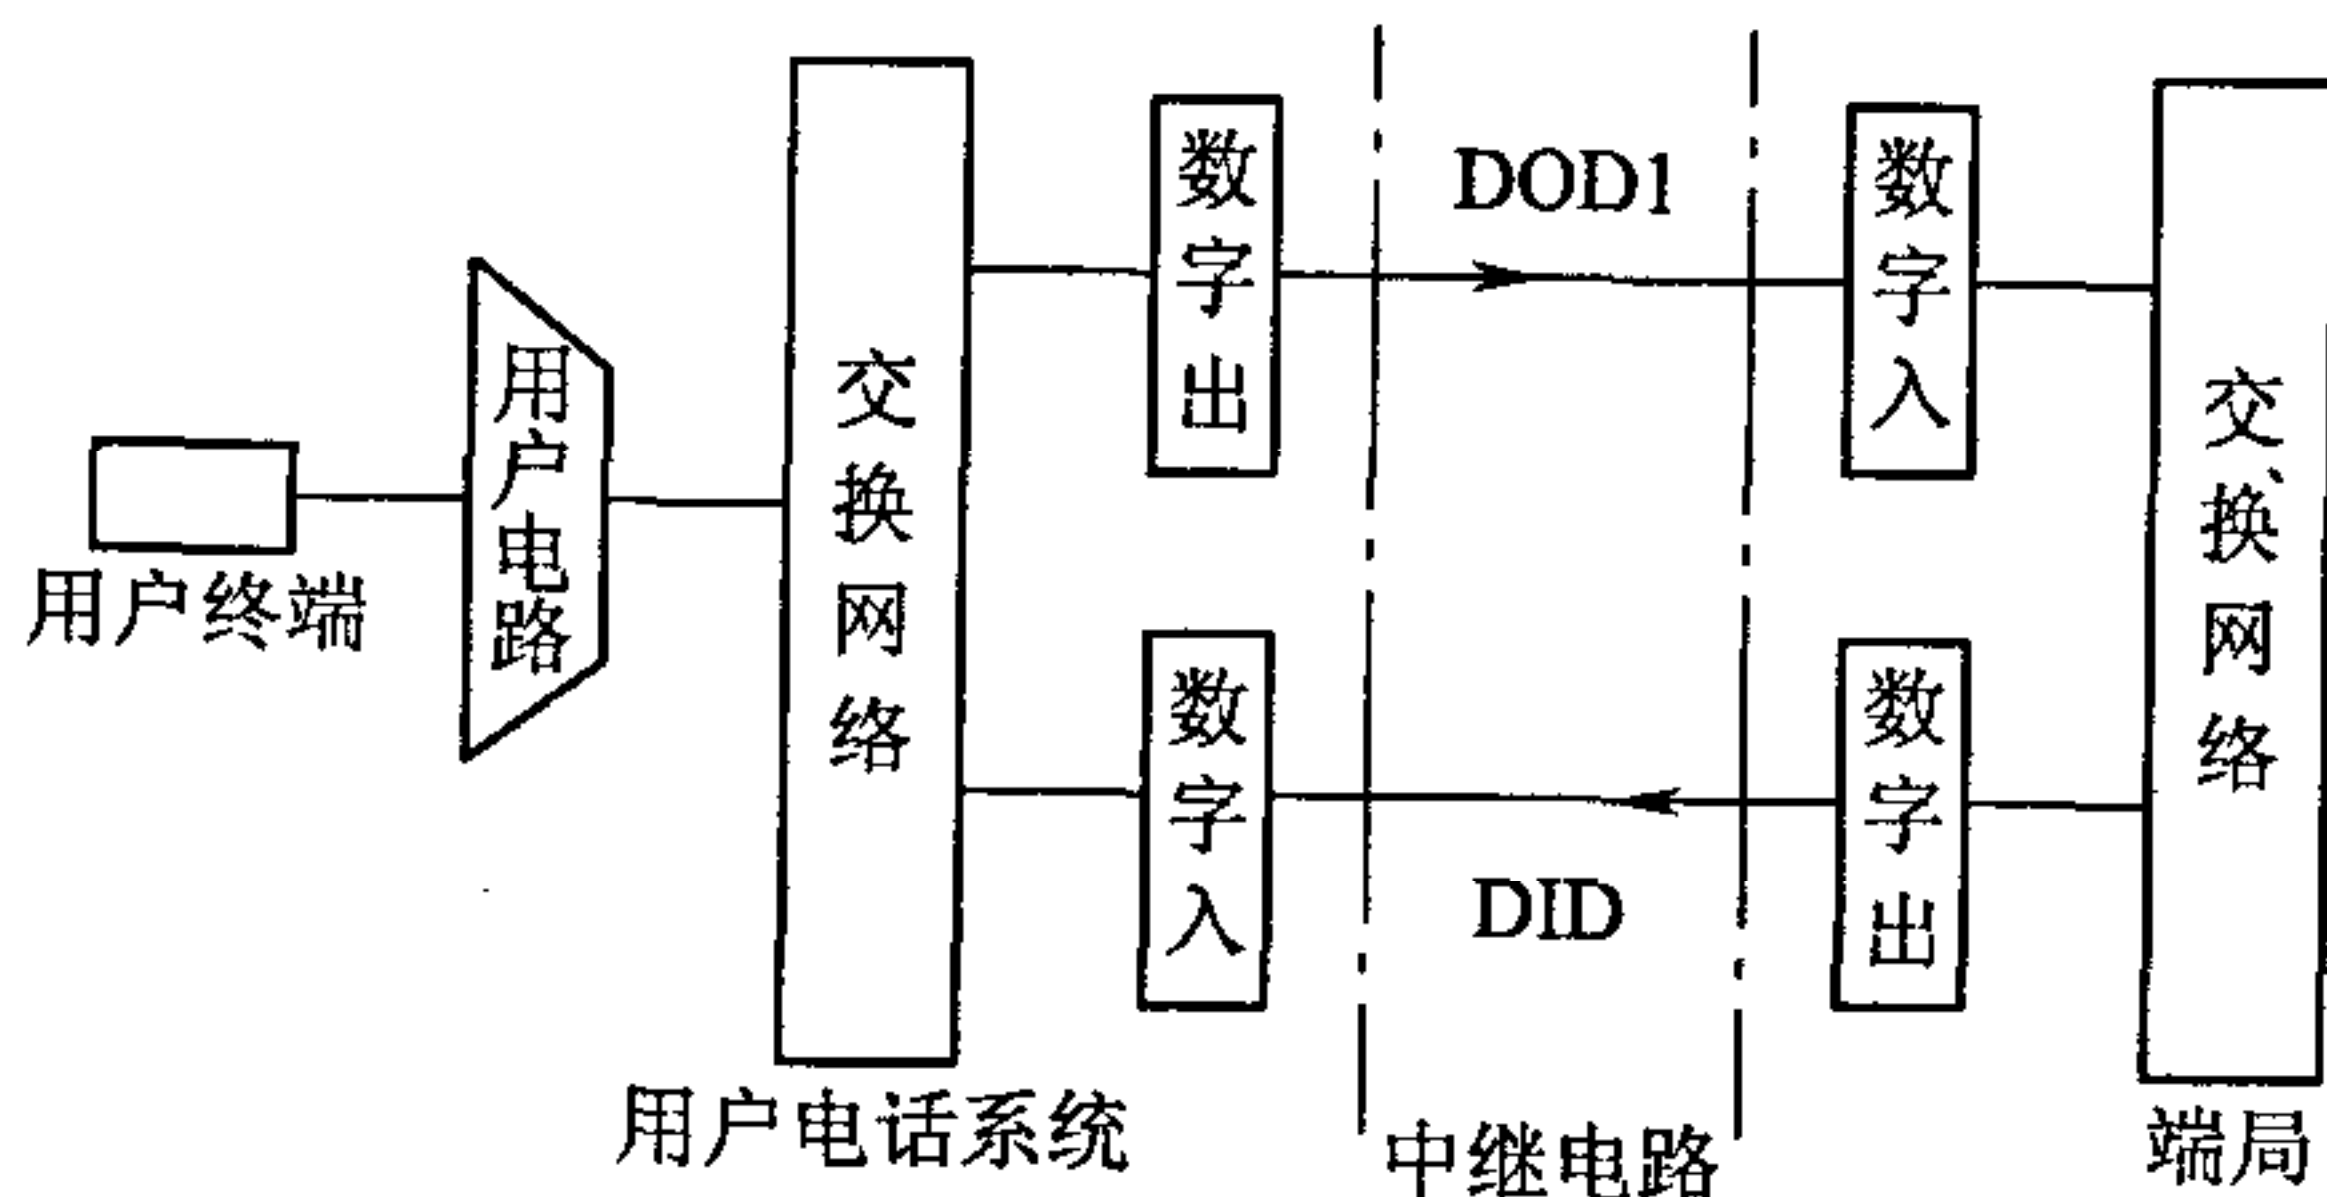 用户终端
用户电路
交换网络
数字出
数字入
DOD1
DID
数字入
数字出
交换网络
用户电话系统
中继电路
端局